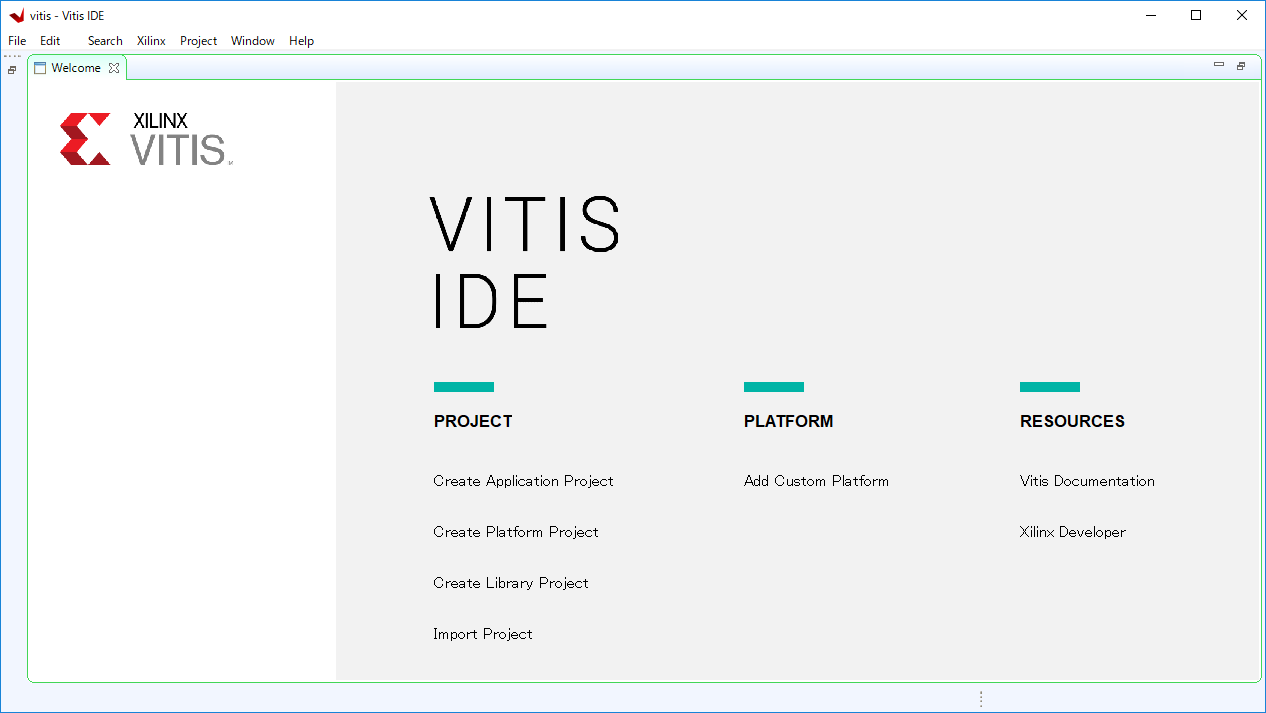 vitis - Vitis IDE
File Edit Search Xilinx Project Window Help
Welcome
XILINX
VITIS
VITIS
IDE
PROJECT
Create Application Project
Create Platform Project
Create Library Project
Import Project
PLATFORM
Add Custom Platform
RESOURCES
Vitis Documentation
Xilinx Developer